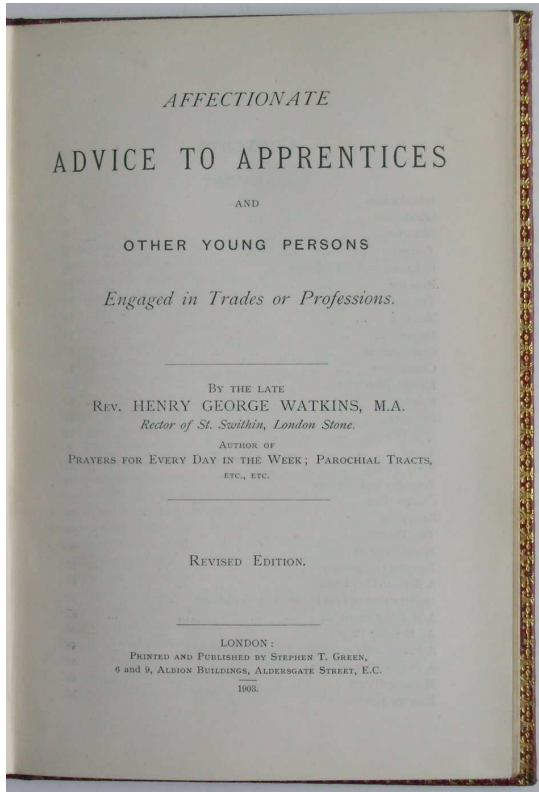 AFFECTIONATE
ADVICE TO APPRENTICES
AND
OTHER YOUNG PERSONS
Engaged in Trades or Professions.
BY THE LATE
REV. HENRY GEORGE WATKINS, M.A.
Rector of St. Swithin, London Stone.
AUTHOR OF
PRAYERS FOR EVERY DAY IN THE WEEK; PAROCHIAL TRACTS,
ETC., ETC.
REVISED EDITION.
LONDON:
PRINTED AND PUBLISHED BY STEPHEN T. GREEN,
6 and 9, ALBION BUILDINGS, ALDERSGATE STREET, E.C.
1903.